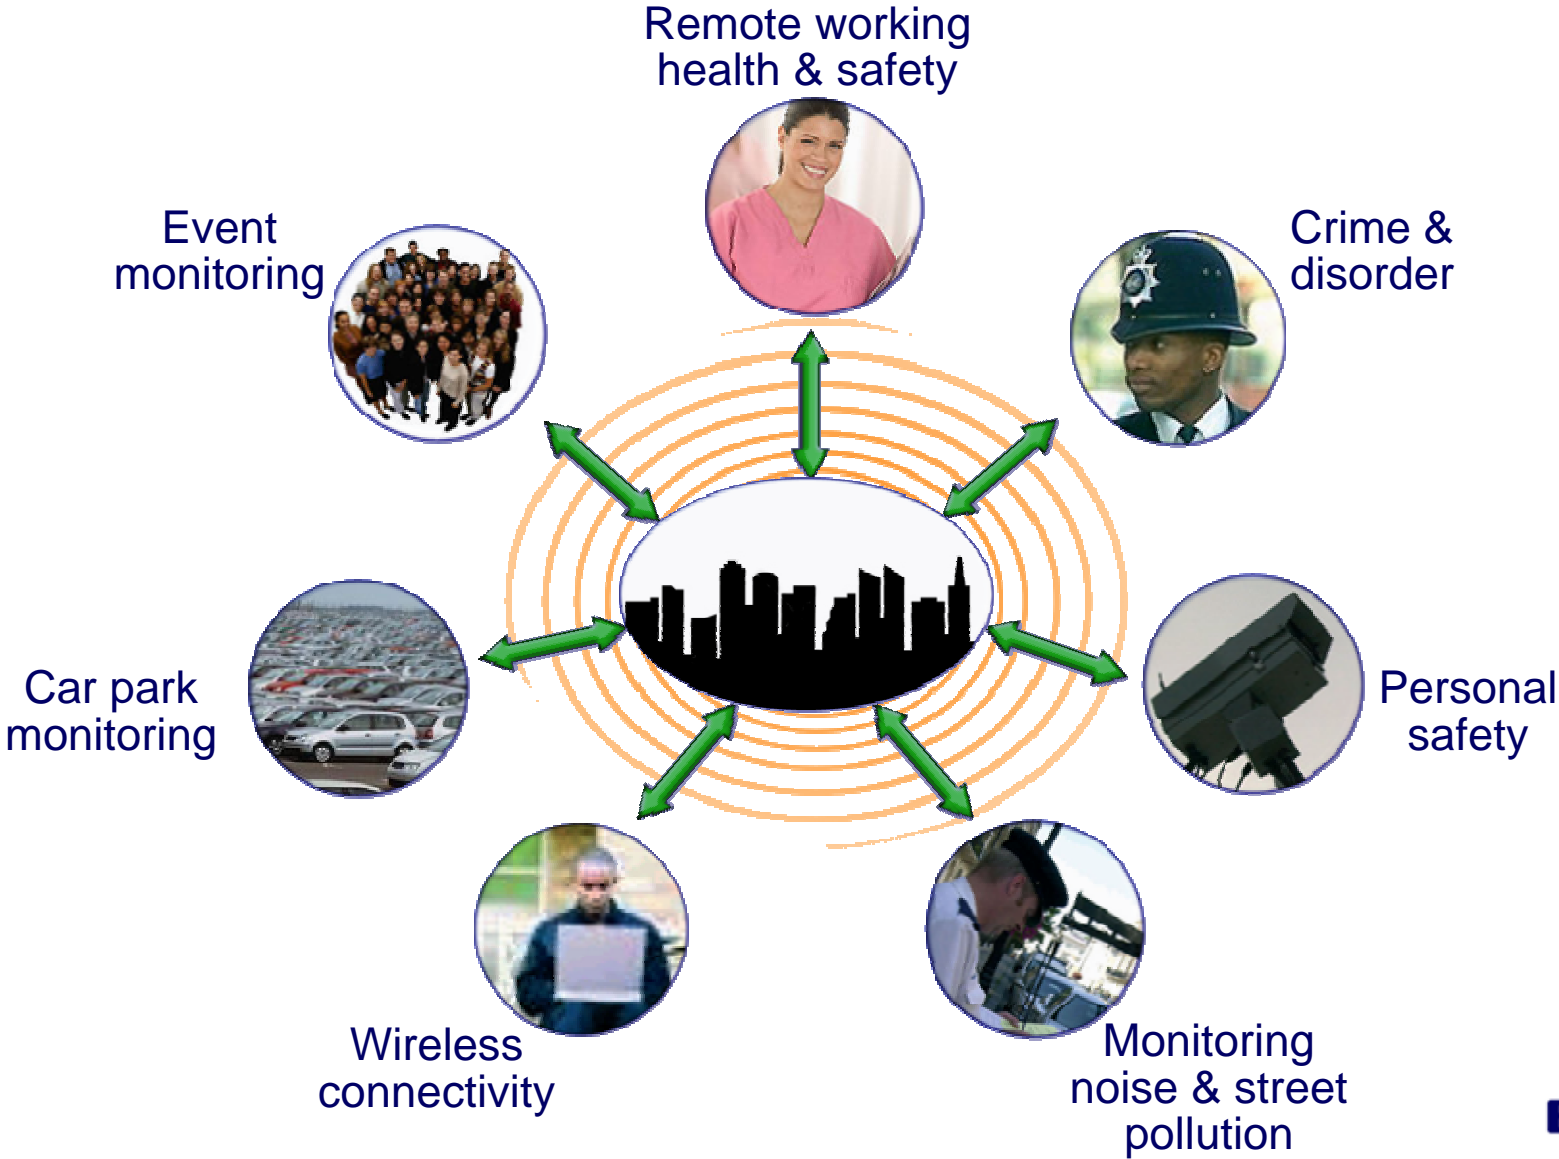 Remote working
health & safety
Event
monitoring
Crime &
disorder
Car park
monitoring
Personal
safety
Wireless
connectivity
Monitoring
noise & street
pollution